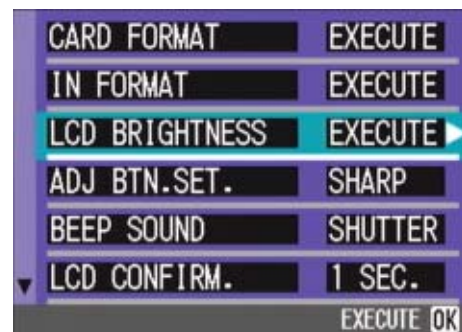 CARD FORMAT EXECUTE
IN FORMAT EXECUTE
LCD BRIGHTNESS EXECUTE
ADJ BTN.SET. SHARP
BEEP SOUND SHUTTER
LCD CONFIRM. 1 SEC.
EXECUTE OK